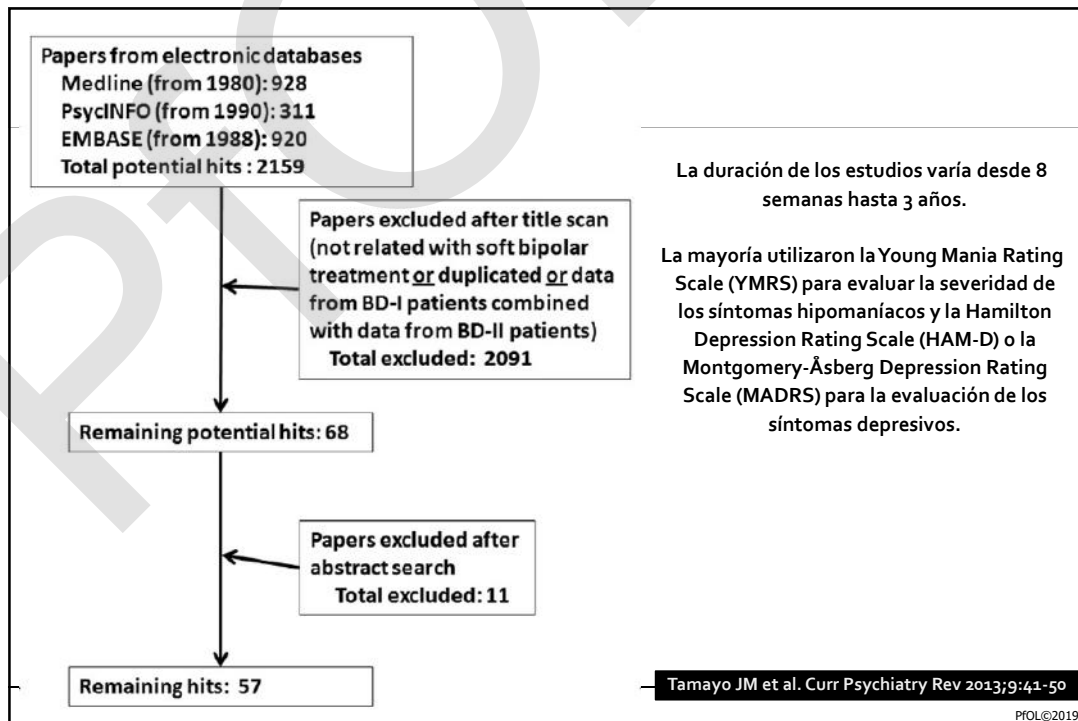 Papers from electronic databases
Medline (from 1980): 928
PsycINFO (from 1990): 311
EMBASE (from 1988): 920
Total potential hits : 2159
Papers excluded after title scan
(not related with soft bipolar
treatment or duplicated or data
from BD-I patients combined
with data from BD-II patients)
Total excluded: 2091
Remaining potential hits: 68
Papers excluded after
abstract search
Total excluded: 11
Remaining hits: 57
La duración de los estudios varía desde 8
semanas hasta 3 años.
La mayoría utilizaron la Young Mania Rating
Scale (YMRS) para evaluar la severidad de
los síntomas hipomaníacos y la Hamilton
Depression Rating Scale (HAM-D) o la
Montgomery-Åsberg Depression Rating
Scale (MADRS) para la evaluación de los
síntomas depresivos.
Tamayo JM et al. Curr Psychiatry Rev 2013;9:41-50
PfOL©2019